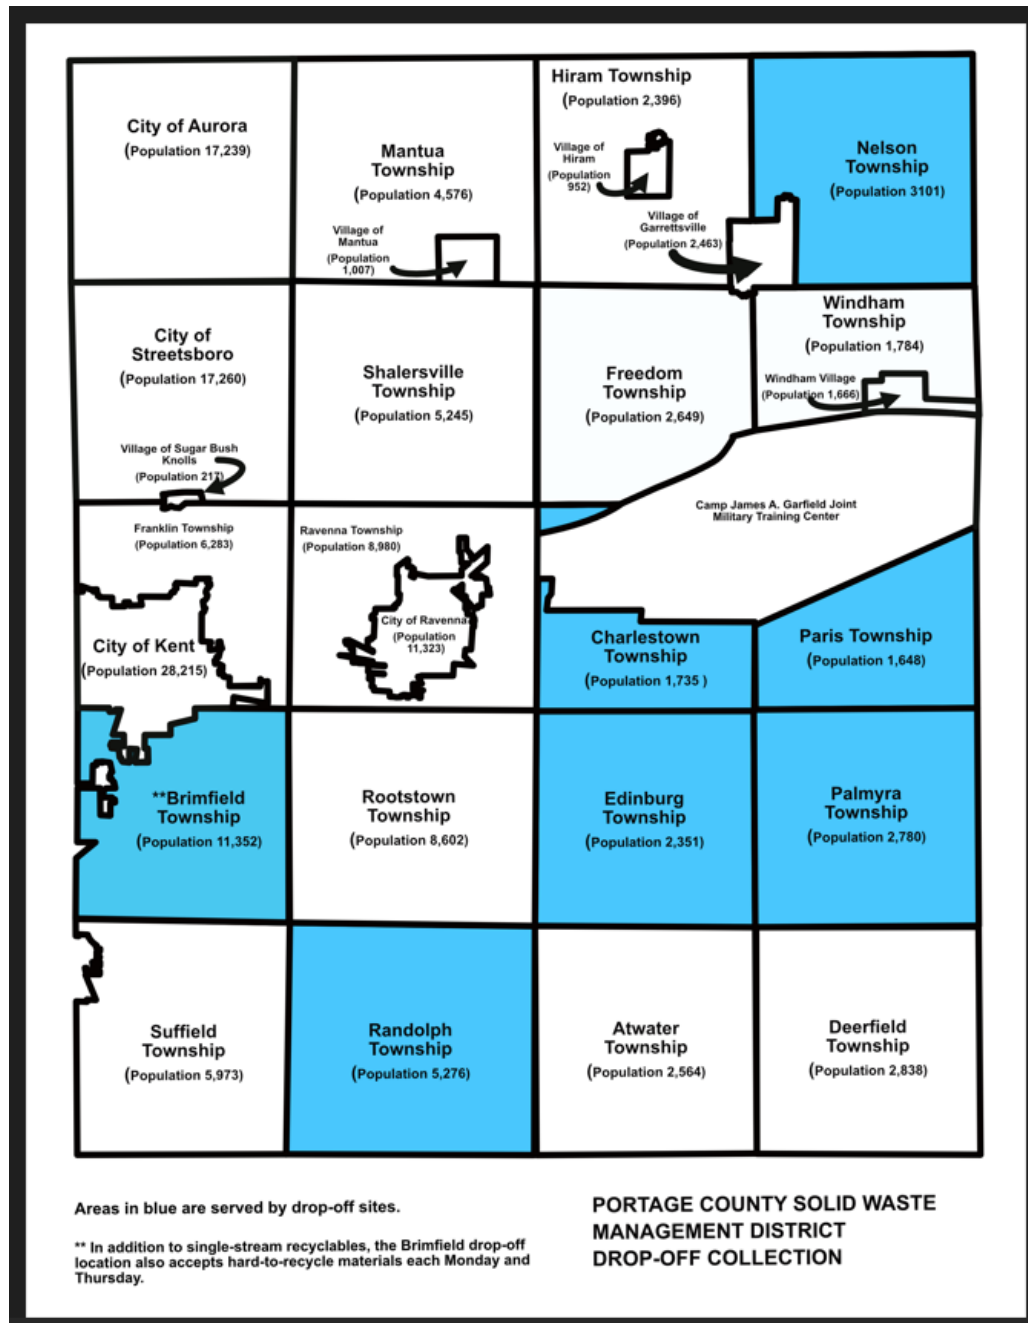 City of Aurora
(Population 17,239)
Mantua
Township
(Population 4,576)
Village of
Mantua
(Population
1,007)
Hiram Township
(Population 2,396)
Village of
Hiram
(Population
952)
Village of
Garrettsville
(Population 2,463)
Nelson
Township
(Population 3101)
City of
Streetsboro
(Population 17,260)
Village of Sugar Bush
Knolls
(Population 217)
Shalersville
Township
(Population 5,245)
Freedom
Township
(Population 2,649)
Windham
Township
(Population 1,784)
Windham Village
(Population 1,666)
Camp James A. Garfield Joint
Military Training Center
Franklin Township
(Population 6,283)
City of Kent
(Population 28,215)
Ravenna Township
(Population 8,980)
City of Ravenna
(Population
11,323)
Charlestown
Township
(Population 1,735 )
Paris Township
(Population 1,648)
**Brimfield
Township
(Population 11,352)
Rootstown
Township
(Population 8,602)
Edinburg
Township
(Population 2,351)
Palmyra
Township
(Population 2,780)
Suffield
Township
(Population 5,973)
Randolph
Township
(Population 5,276)
Atwater
Township
(Population 2,564)
Deerfield
Township
(Population 2,838)
Areas in blue are served by drop-off sites.
** In addition to single-stream recyclables, the Brimfield drop-off
location also accepts hard-to-recycle materials each Monday and
Thursday.
PORTAGE COUNTY SOLID WASTE
MANAGEMENT DISTRICT
DROP-OFF COLLECTION